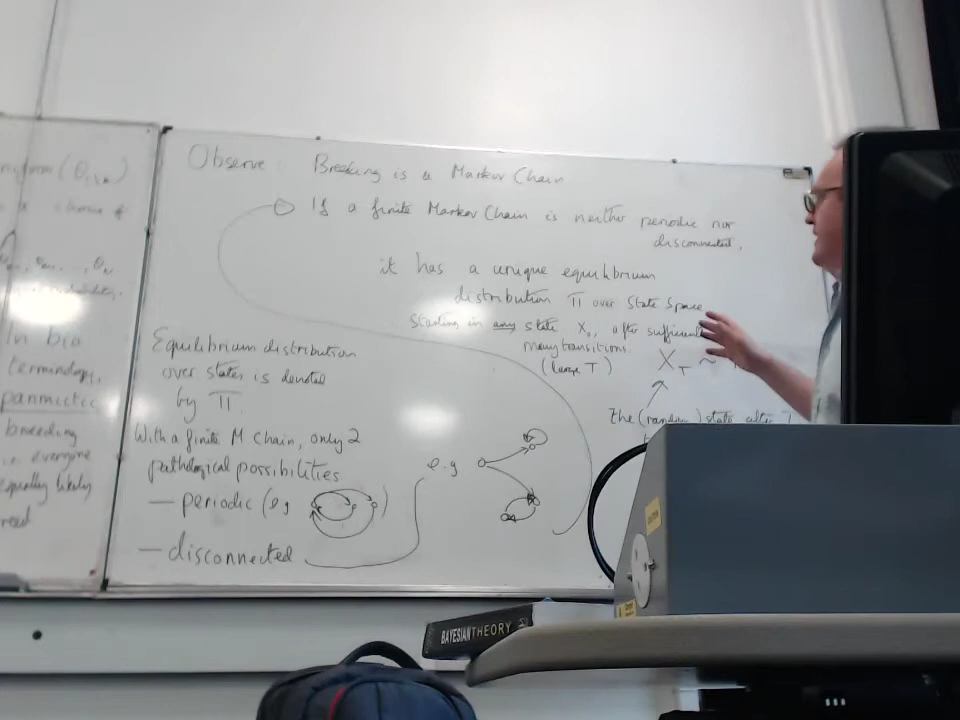 In bio
terminology,
panmictic
breeding
i.e. everyone
equally likely
Observe Breeding is a Markov Chain
If a finite Markov Chain is neither periodic nor
disconnected,
it has a unique equilibrium
distribution π over State Space
Starting in any state X₀, after sufficient
many transitions
(large T)
X_T ~
The (random) state after
Equilibrium distribution
over states is denoted
by π.
With a finite M Chain, only 2
pathological possibilities
— periodic (e.g )
— disconnected
e.g
BAYESIAN THEORY